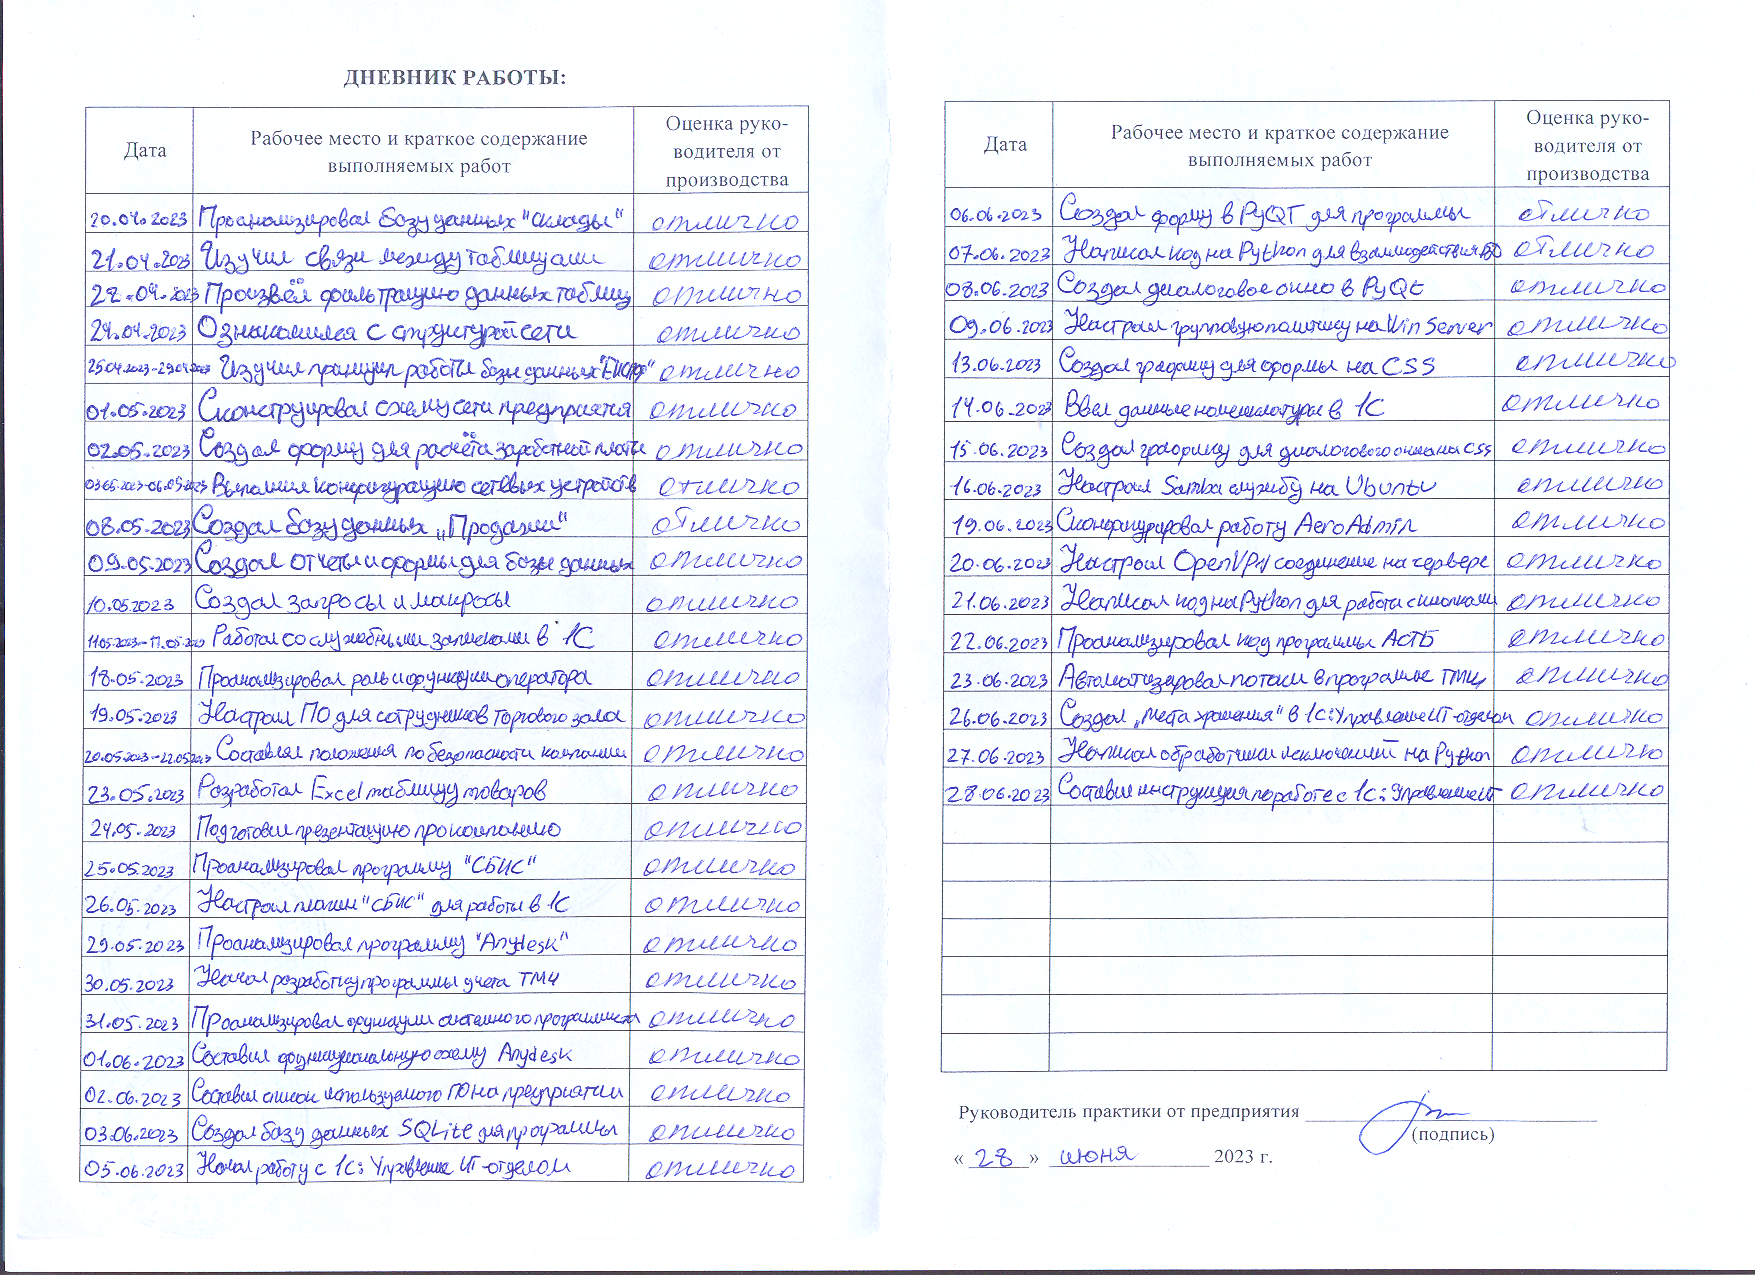 ДНЕВНИК РАБОТЫ:
Дата
Рабочее место и краткое содержание
выполняемых работ
Оценка руко-
водителя от
производства
20.04.2023 Проанализировал базу данных "склады" отлично
21.04.2023 Изучил связи между таблицами отлично
22.04.2023 Произвёл фильтрацию данных таблиц отлично
24.04.2023 Ознакомился с структурой сети отлично
25.04.2023-29.04.2023 Изучил принцип работы базы данных отлично
01.05.2023 Сконструировал схему сети предприятия отлично
02.05.2023 Создал форму для расчёта заработной платы отлично
03.05.2023-06.05.2023 Выполнил конфигурацию сетевых устройств отлично
08.05.2023 Создал базу данных „Продажи" отлично
09.05.2023 Создал отчеты и формы для базы данных отлично
10.05.2023 Создал запросы и макросы отлично
11.05.2023-17.05.2023 Работал со служебными записками в 1С отлично
18.05.2023 Проанализировал роль и функции оператора отлично
19.05.2023 Настроил ПО для сотрудников торгового зала отлично
20.05.2023-22.05.2023 Составлял положения по безопасности компании отлично
23.05.2023 Разработал Excel таблицу товаров отлично
24.05.2023 Подготовил презентацию про компанию отлично
25.05.2023 Проанализировал программу "СБИС" отлично
26.05.2023 Настроил плагин "СБИС" для работы в 1С отлично
29.05.2023 Проанализировал программу "Anydesk" отлично
30.05.2023 Начал разработку программы учета ТМЦ отлично
31.05.2023 Проанализировал функции системного программиста отлично
01.06.2023 Составил функциональную схему Anydesk отлично
02.06.2023 Составил список используемого ПО на предприятии отлично
03.06.2023 Создал базу данных SQLite для программы отлично
05.06.2023 Начал работу с 1С: Управление ИТ-отделом отлично
Дата
Рабочее место и краткое содержание
выполняемых работ
Оценка руко-
водителя от
производства
06.06.2023 Создал форму в PyQT для программы отлично
07.06.2023 Написал код на Python для взаимодействия БД отлично
08.06.2023 Создал диалоговое окно в PyQt отлично
09.06.2023 Настроил групповую политику на Win Server отлично
13.06.2023 Создал графику для формы на CSS отлично
14.06.2023 Ввел данные номенклатуры в 1С отлично
15.06.2023 Создал графику для диалогового окна на CSS отлично
16.06.2023 Настроил Samba службу на Ubuntu отлично
19.06.2023 Сконфигурировал работу AeroAdmin отлично
20.06.2023 Настроил OpenVPN соединение на сервере отлично
21.06.2023 Написал код на Python для работы с кнопками отлично
22.06.2023 Проанализировал код программы АСТБ отлично
23.06.2023 Автоматизировал потоки в программе ТМЦ отлично
26.06.2023 Создал „места хранения" в 1С: Управление ИТ-отделом отлично
27.06.2023 Написал обработчики исключений на Python отлично
28.06.2023 Составил инструкция по работе с 1С: Управление ИТ отлично
Руководитель практики от предприятия
(подпись)
« 28 » июня 2023 г.